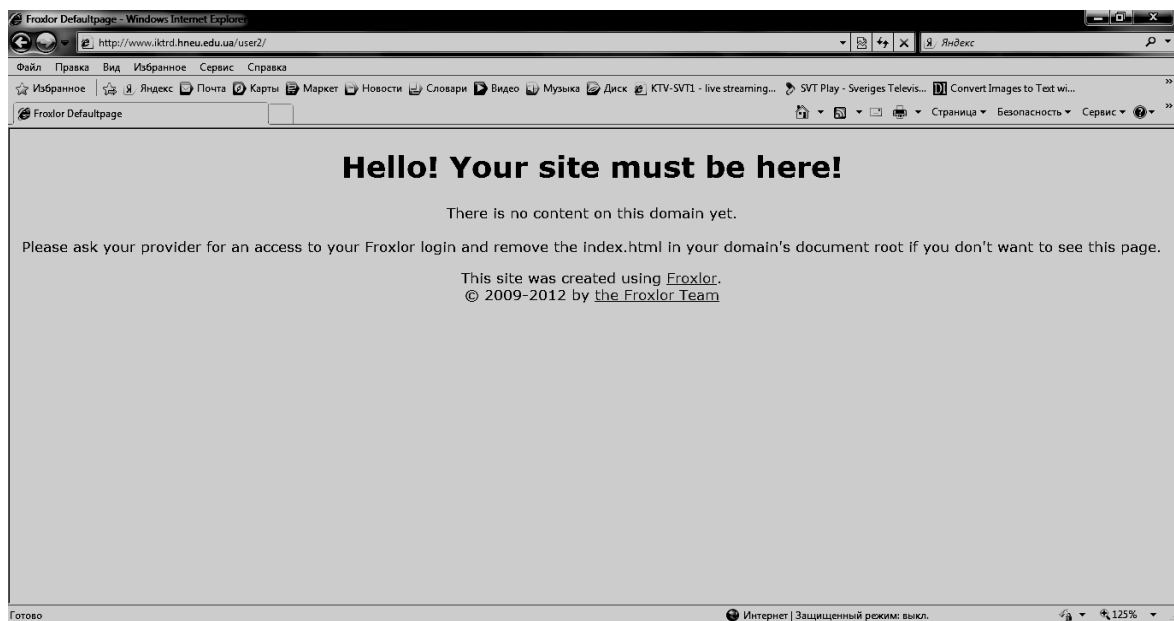 Froxlor Defaultpage - Windows Internet Explorer
http://www.iktrd.hneu.edu.ua/user2/ Яндекс
Файл Правка Вид Избранное Сервис Справка
Избранное Яндекс Почта Карты Маркет Новости Словари Видео Музыка Диск KTV-SVT1 - live streaming... SVT Play - Sveriges Televis... Convert Images to Text wi...
Froxlor Defaultpage Страница Безопасность Сервис
Hello! Your site must be here!
There is no content on this domain yet.
Please ask your provider for an access to your Froxlor login and remove the index.html in your domain's document root if you don't want to see this page.
This site was created using Froxlor.
© 2009-2012 by the Froxlor Team
Готово Интернет | Защищенный режим: выкл. 125%